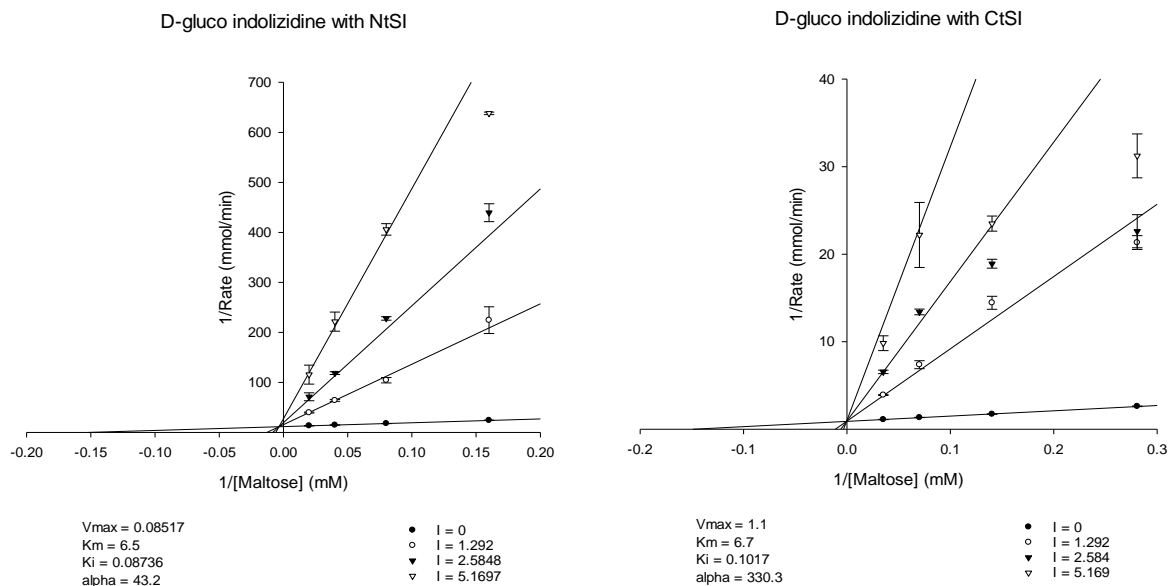 D-gluco indolizidine with NtSI
1/Rate (mmol/min)
700
600
500
400
300
200
100
-0.20
-0.15
-0.10
-0.05
0.00
0.05
0.10
0.15
0.20
1/[Maltose] (mM)
Vmax = 0.08517
Km = 6.5
Ki = 0.08736
alpha = 43.2
I = 0
I = 1.292
I = 2.5848
I = 5.1697
D-gluco indolizidine with CtSI
1/Rate (mmol/min)
40
30
20
10
-0.2
-0.1
0.0
0.1
0.2
0.3
1/[Maltose] (mM)
Vmax = 1.1
Km = 6.7
Ki = 0.1017
alpha = 330.3
I = 0
I = 1.292
I = 2.584
I = 5.169